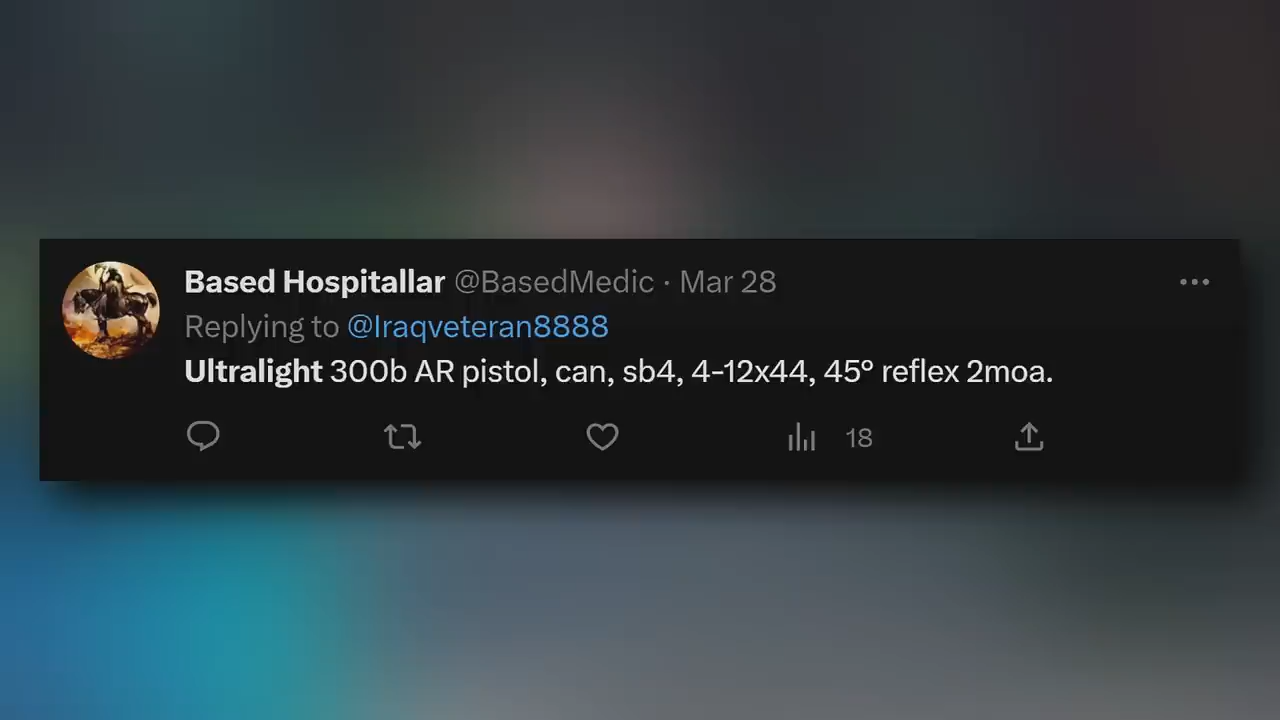 Based Hospitallar @BasedMedic · Mar 28
Replying to @Iraqveteran8888
Ultralight 300b AR pistol, can, sb4, 4-12x44, 45º reflex 2moa.
18